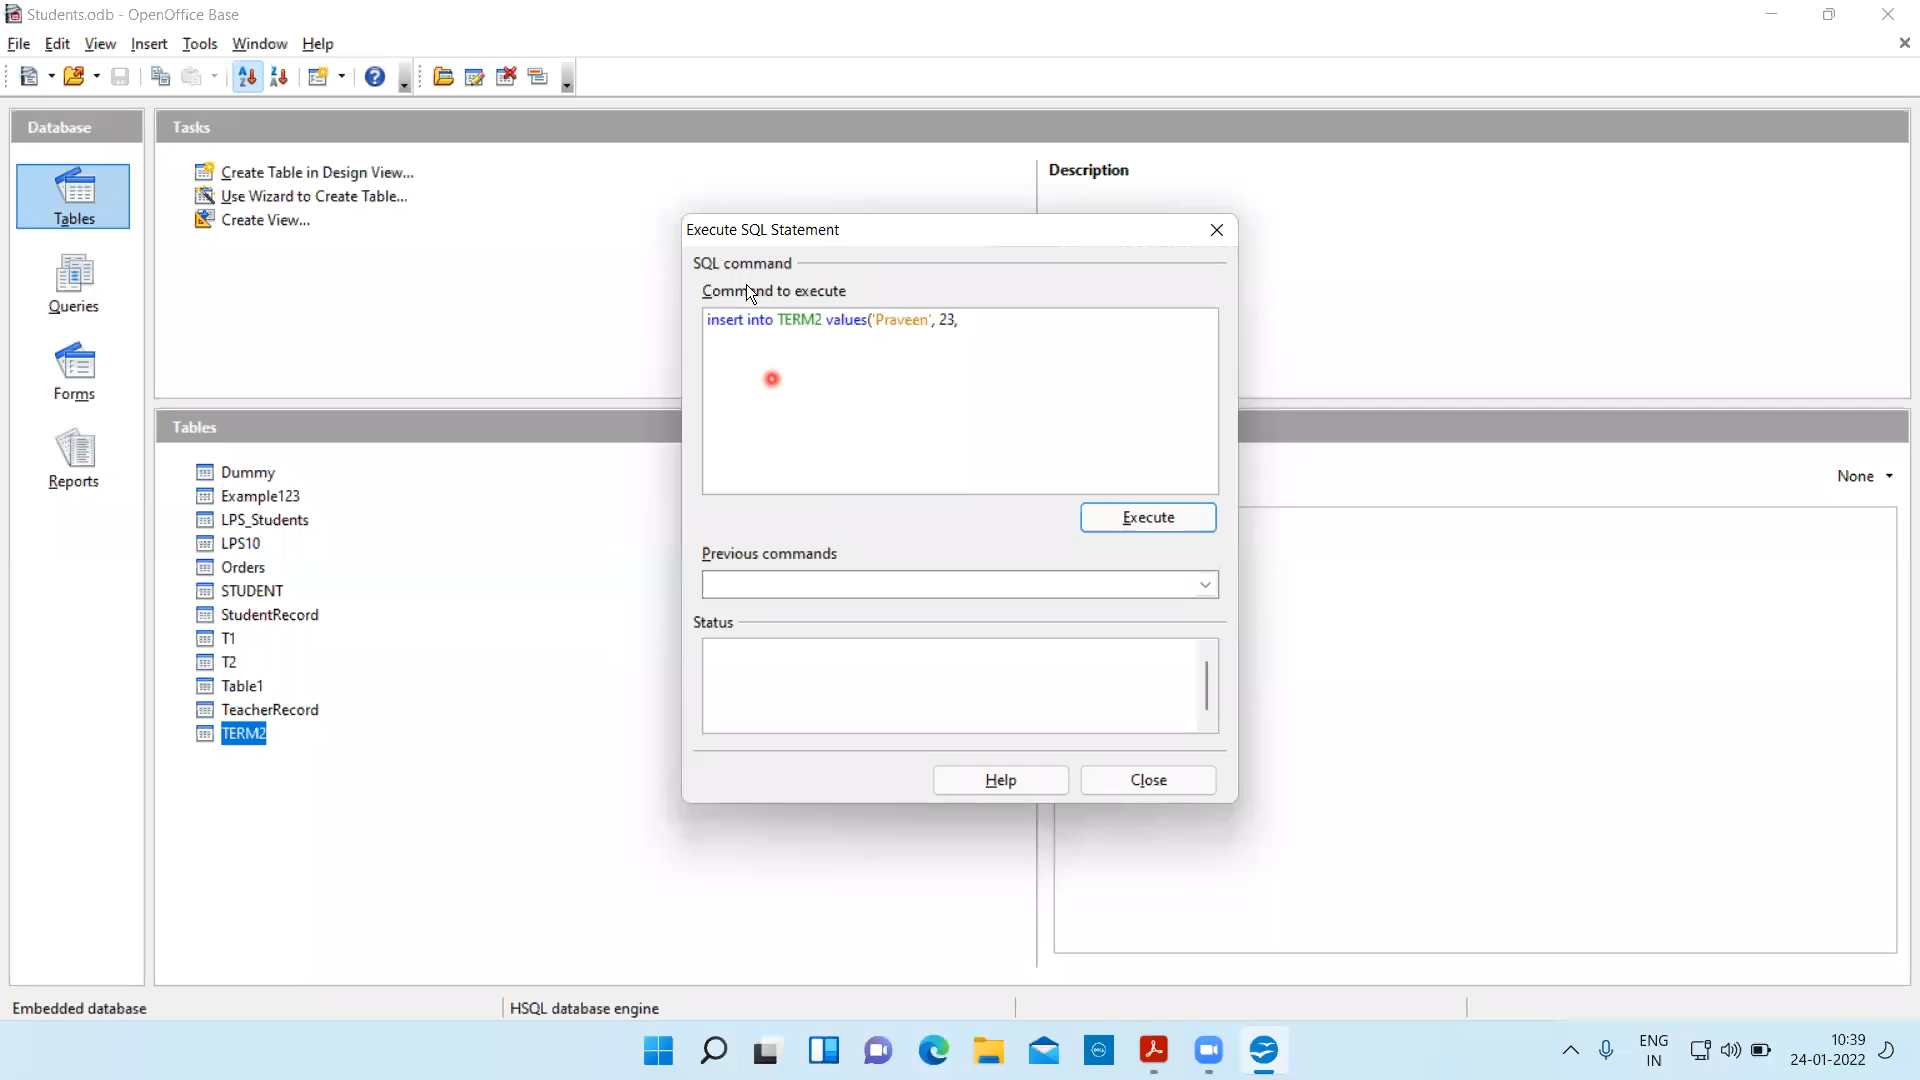 Students.odb - OpenOffice Base
File Edit View Insert Tools Window Help
Database
Tables
Queries
Forms
Reports
Tasks
Create Table in Design View...
Use Wizard to Create Table...
Create View...
Description
Tables
Dummy
Example123
LPS_Students
LPS10
Orders
STUDENT
StudentRecord
T1
T2
Table1
TeacherRecord
TERM2
None
Execute SQL Statement
SQL command
Command to execute
insert into TERM2 values('Praveen', 23,
Execute
Previous commands
Status
Help Close
Embedded database HSQL database engine
ENG
IN
10:39
24-01-2022